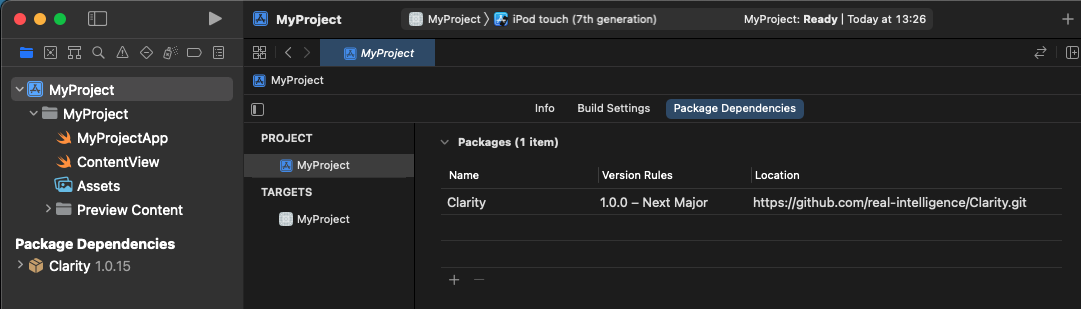 MyProject
MyProject 〉 iPod touch (7th generation)
MyProject: Ready | Today at 13:26
MyProject
MyProject
MyProject
MyProjectApp
ContentView
Assets
Preview Content
Package Dependencies
Clarity 1.0.15
MyProject
Info Build Settings Package Dependencies
PROJECT
MyProject
TARGETS
MyProject
Packages (1 item)
Name Version Rules Location
Clarity 1.0.0 – Next Major https://github.com/real-intelligence/Clarity.git